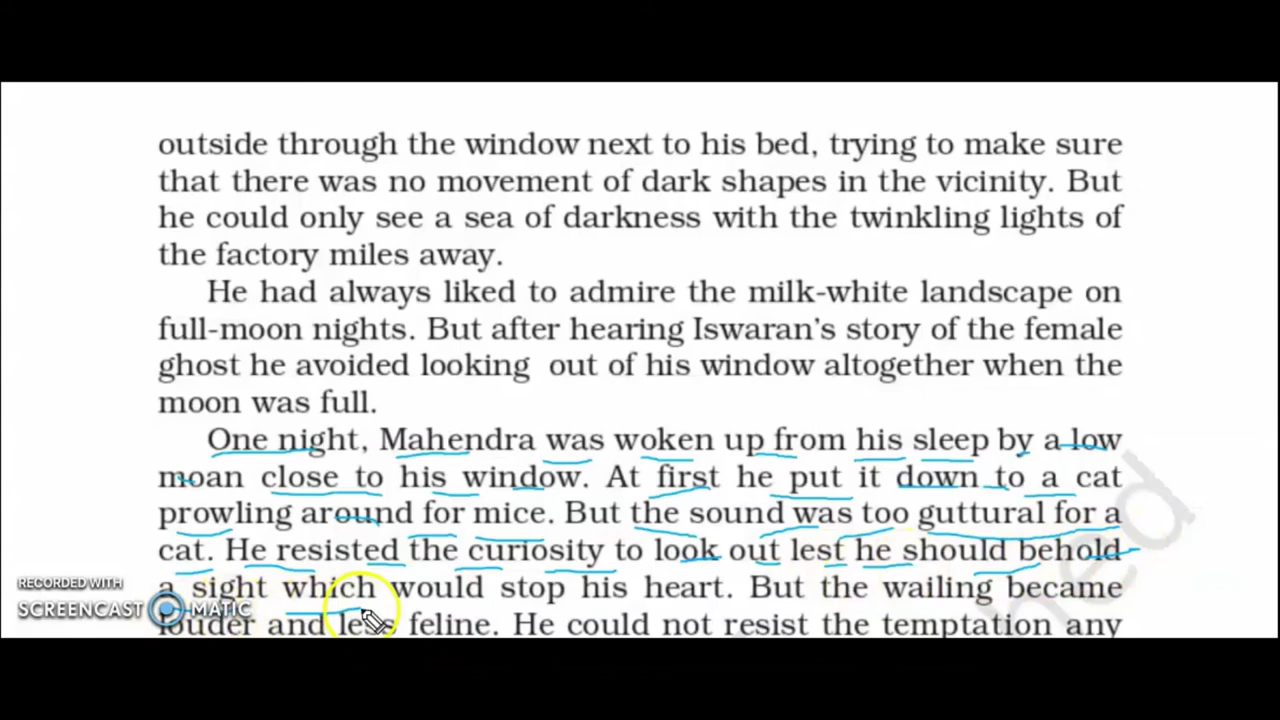 outside through the window next to his bed, trying to make sure
that there was no movement of dark shapes in the vicinity. But
he could only see a sea of darkness with the twinkling lights of
the factory miles away.
He had always liked to admire the milk-white landscape on
full-moon nights. But after hearing Iswaran's story of the female
ghost he avoided looking out of his window altogether when the
moon was full.
One night, Mahendra was woken up from his sleep by a low
moan close to his window. At first he put it down to a cat
prowling around for mice. But the sound was too guttural for a
cat. He resisted the curiosity to look out lest he should behold
a sight which would stop his heart. But the wailing became
louder and less feline. He could not resist the temptation any
RECORDED WITH
SCREENCAST MATIC
hed